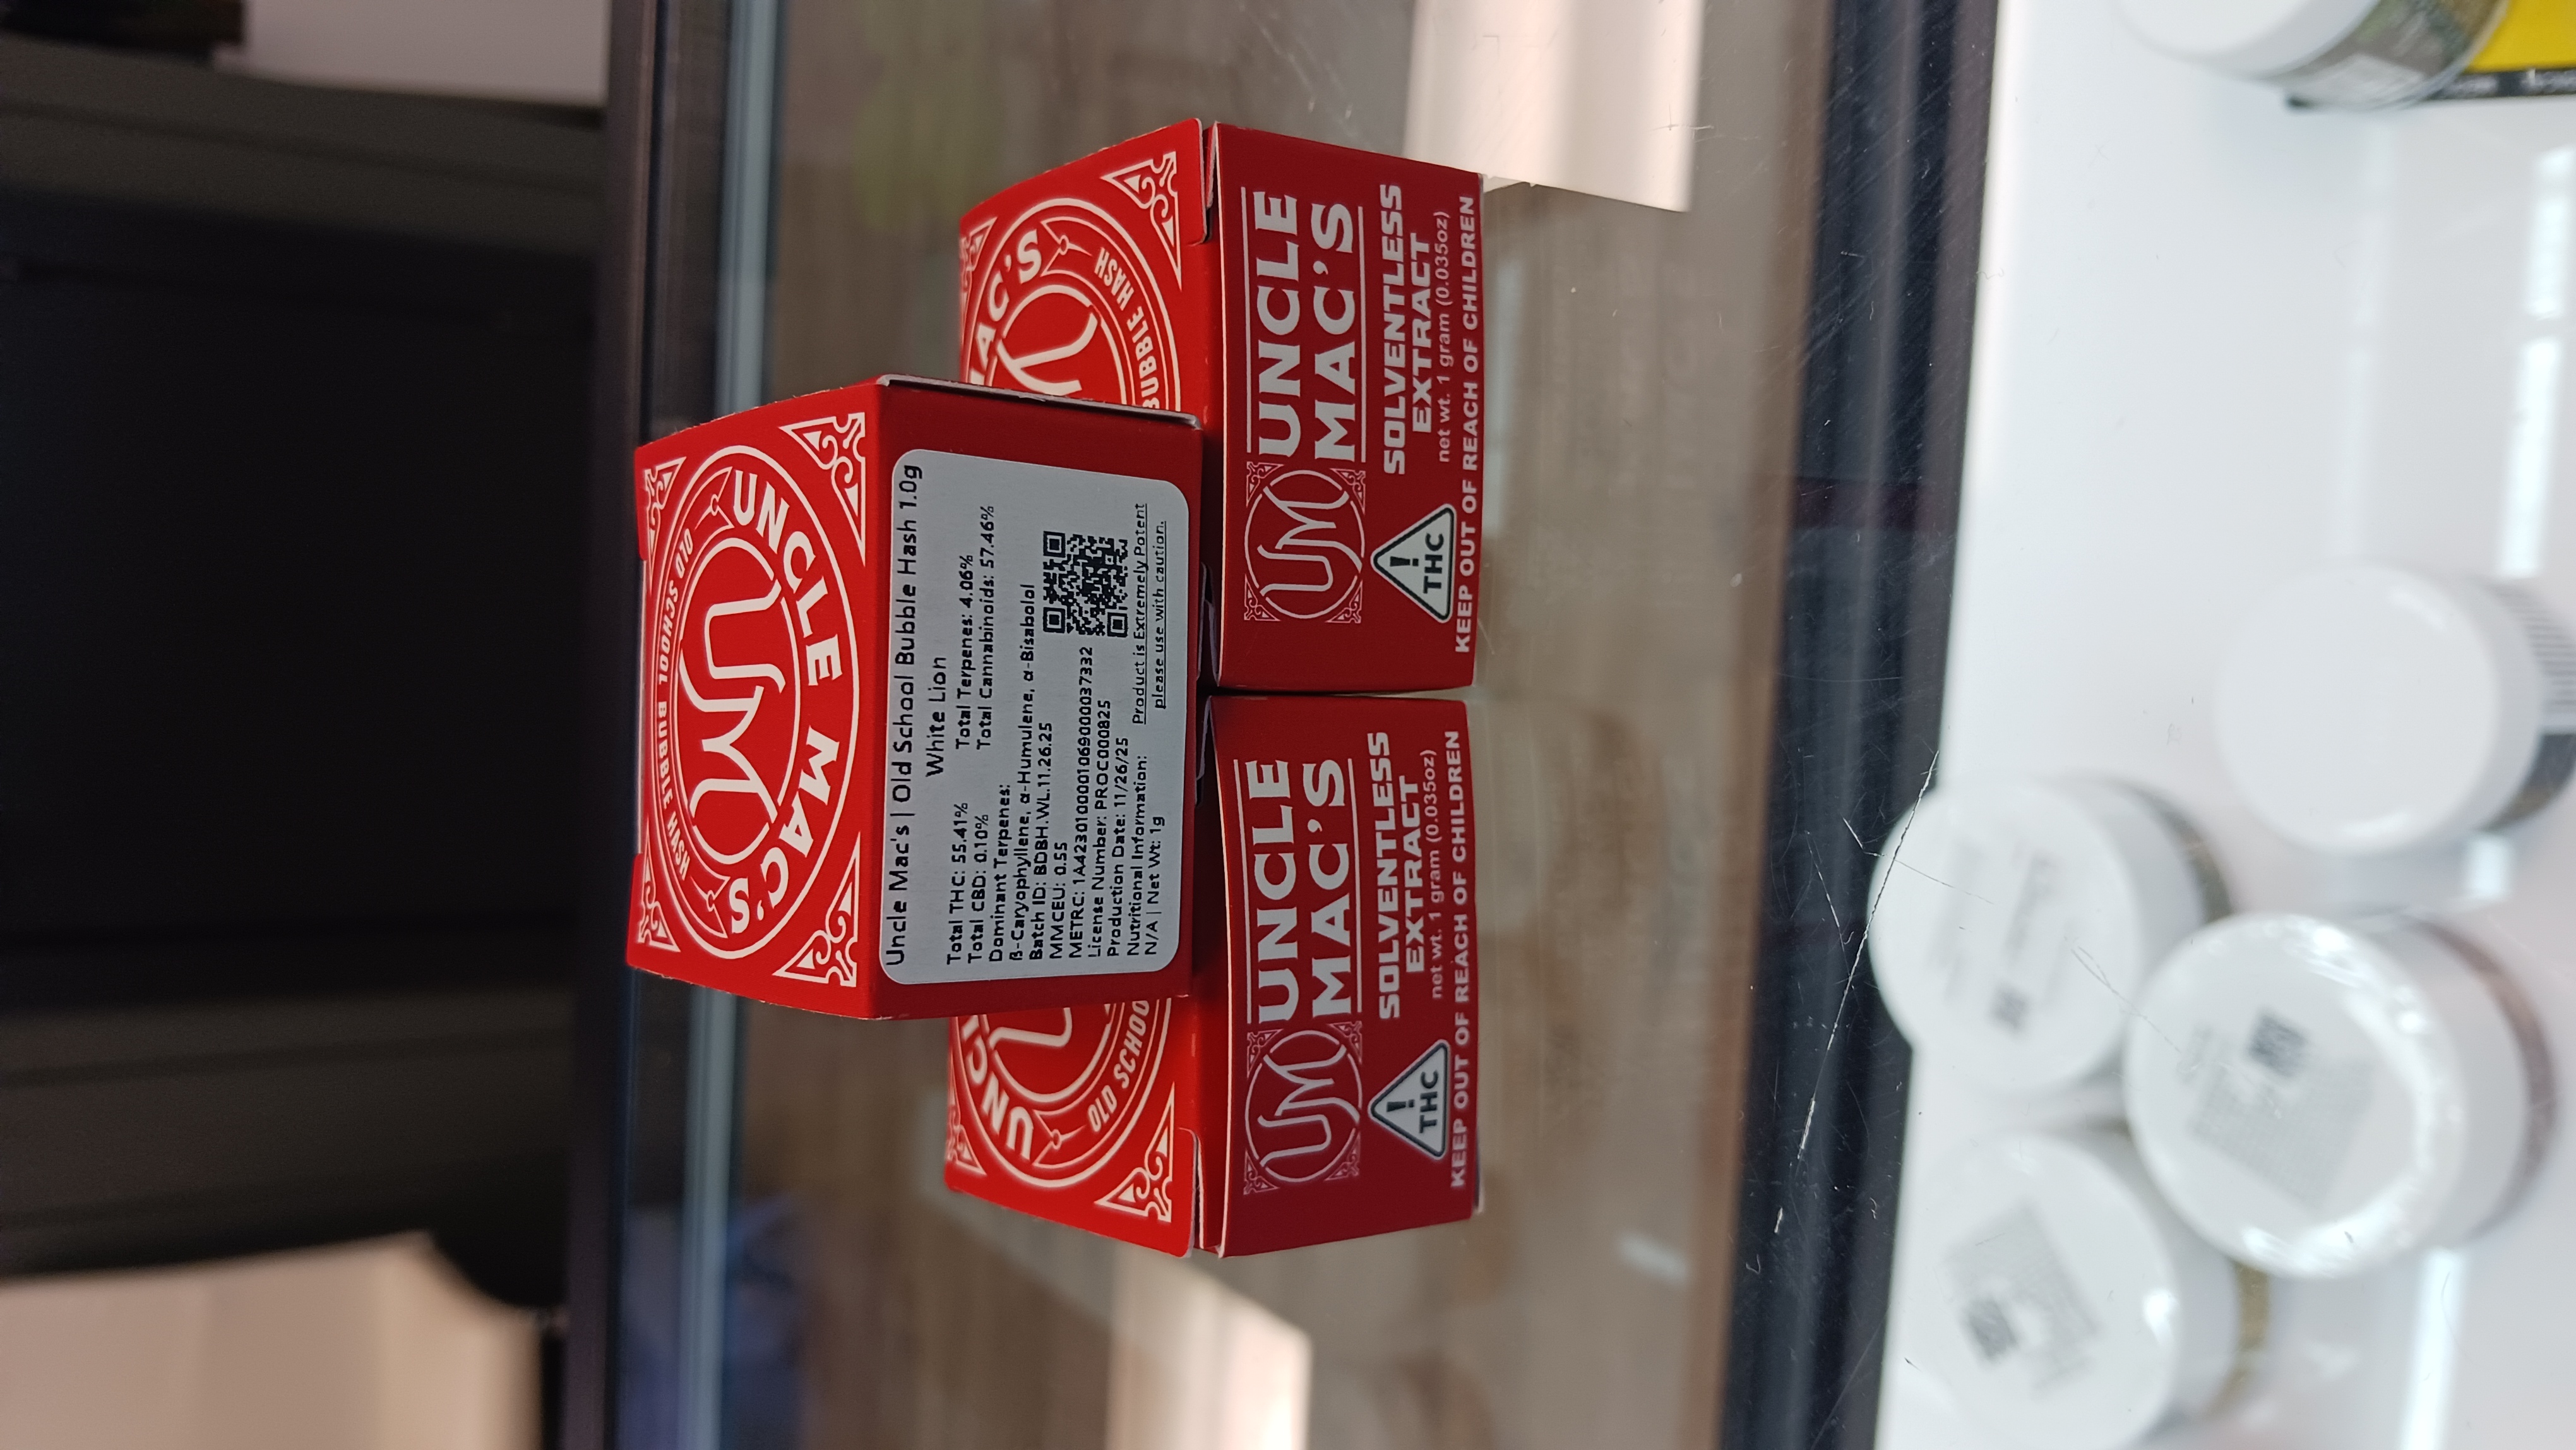 UNCLE MAC'S
OLD SCHOOL BUBBLE HASH
UM
Uncle Mac's | Old School Bubble Hash 1.0g
White Lion
Total THC: 55.41% Total Terpenes: 4.06%
Total CBD: 0.10% Total Cannabinoids: 57.46%
Dominant Terpenes:
β-Caryophyllene, α-Humulene, α-Bisabolol
Batch ID: BDBH.WL.11.26.25
MMCEU: 0.55
METRC: 1A4230100001069000037332
License Number: PROC000825
Production Date: 11/26/25
Nutritional Information:
N/A | Net Wt: 1g
Product is Extremely Potent
please use with caution.
UNCLE
OLD SCHOO
UM
UNCLE
MAC'S
SOLVENTLESS
EXTRACT
net wt. 1 gram (0.035oz)
! THC
KEEP OUT OF REACH OF CHILDREN
MAC'S
BUBBLE HASH
UM
UNCLE
MAC'S
SOLVENTLESS
EXTRACT
net wt. 1 gram (0.035oz)
! THC
KEEP OUT OF REACH OF CHILDREN